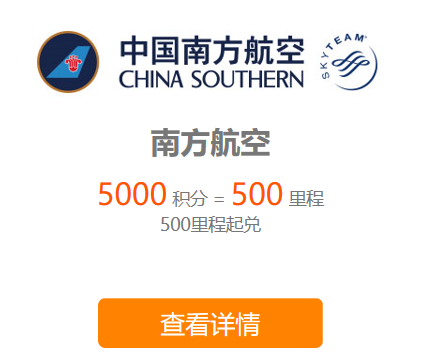 中国南方航空
CHINA SOUTHERN
SKYTEAM
南方航空
5000 积分 = 500 里程
500里程起兑
查看详情